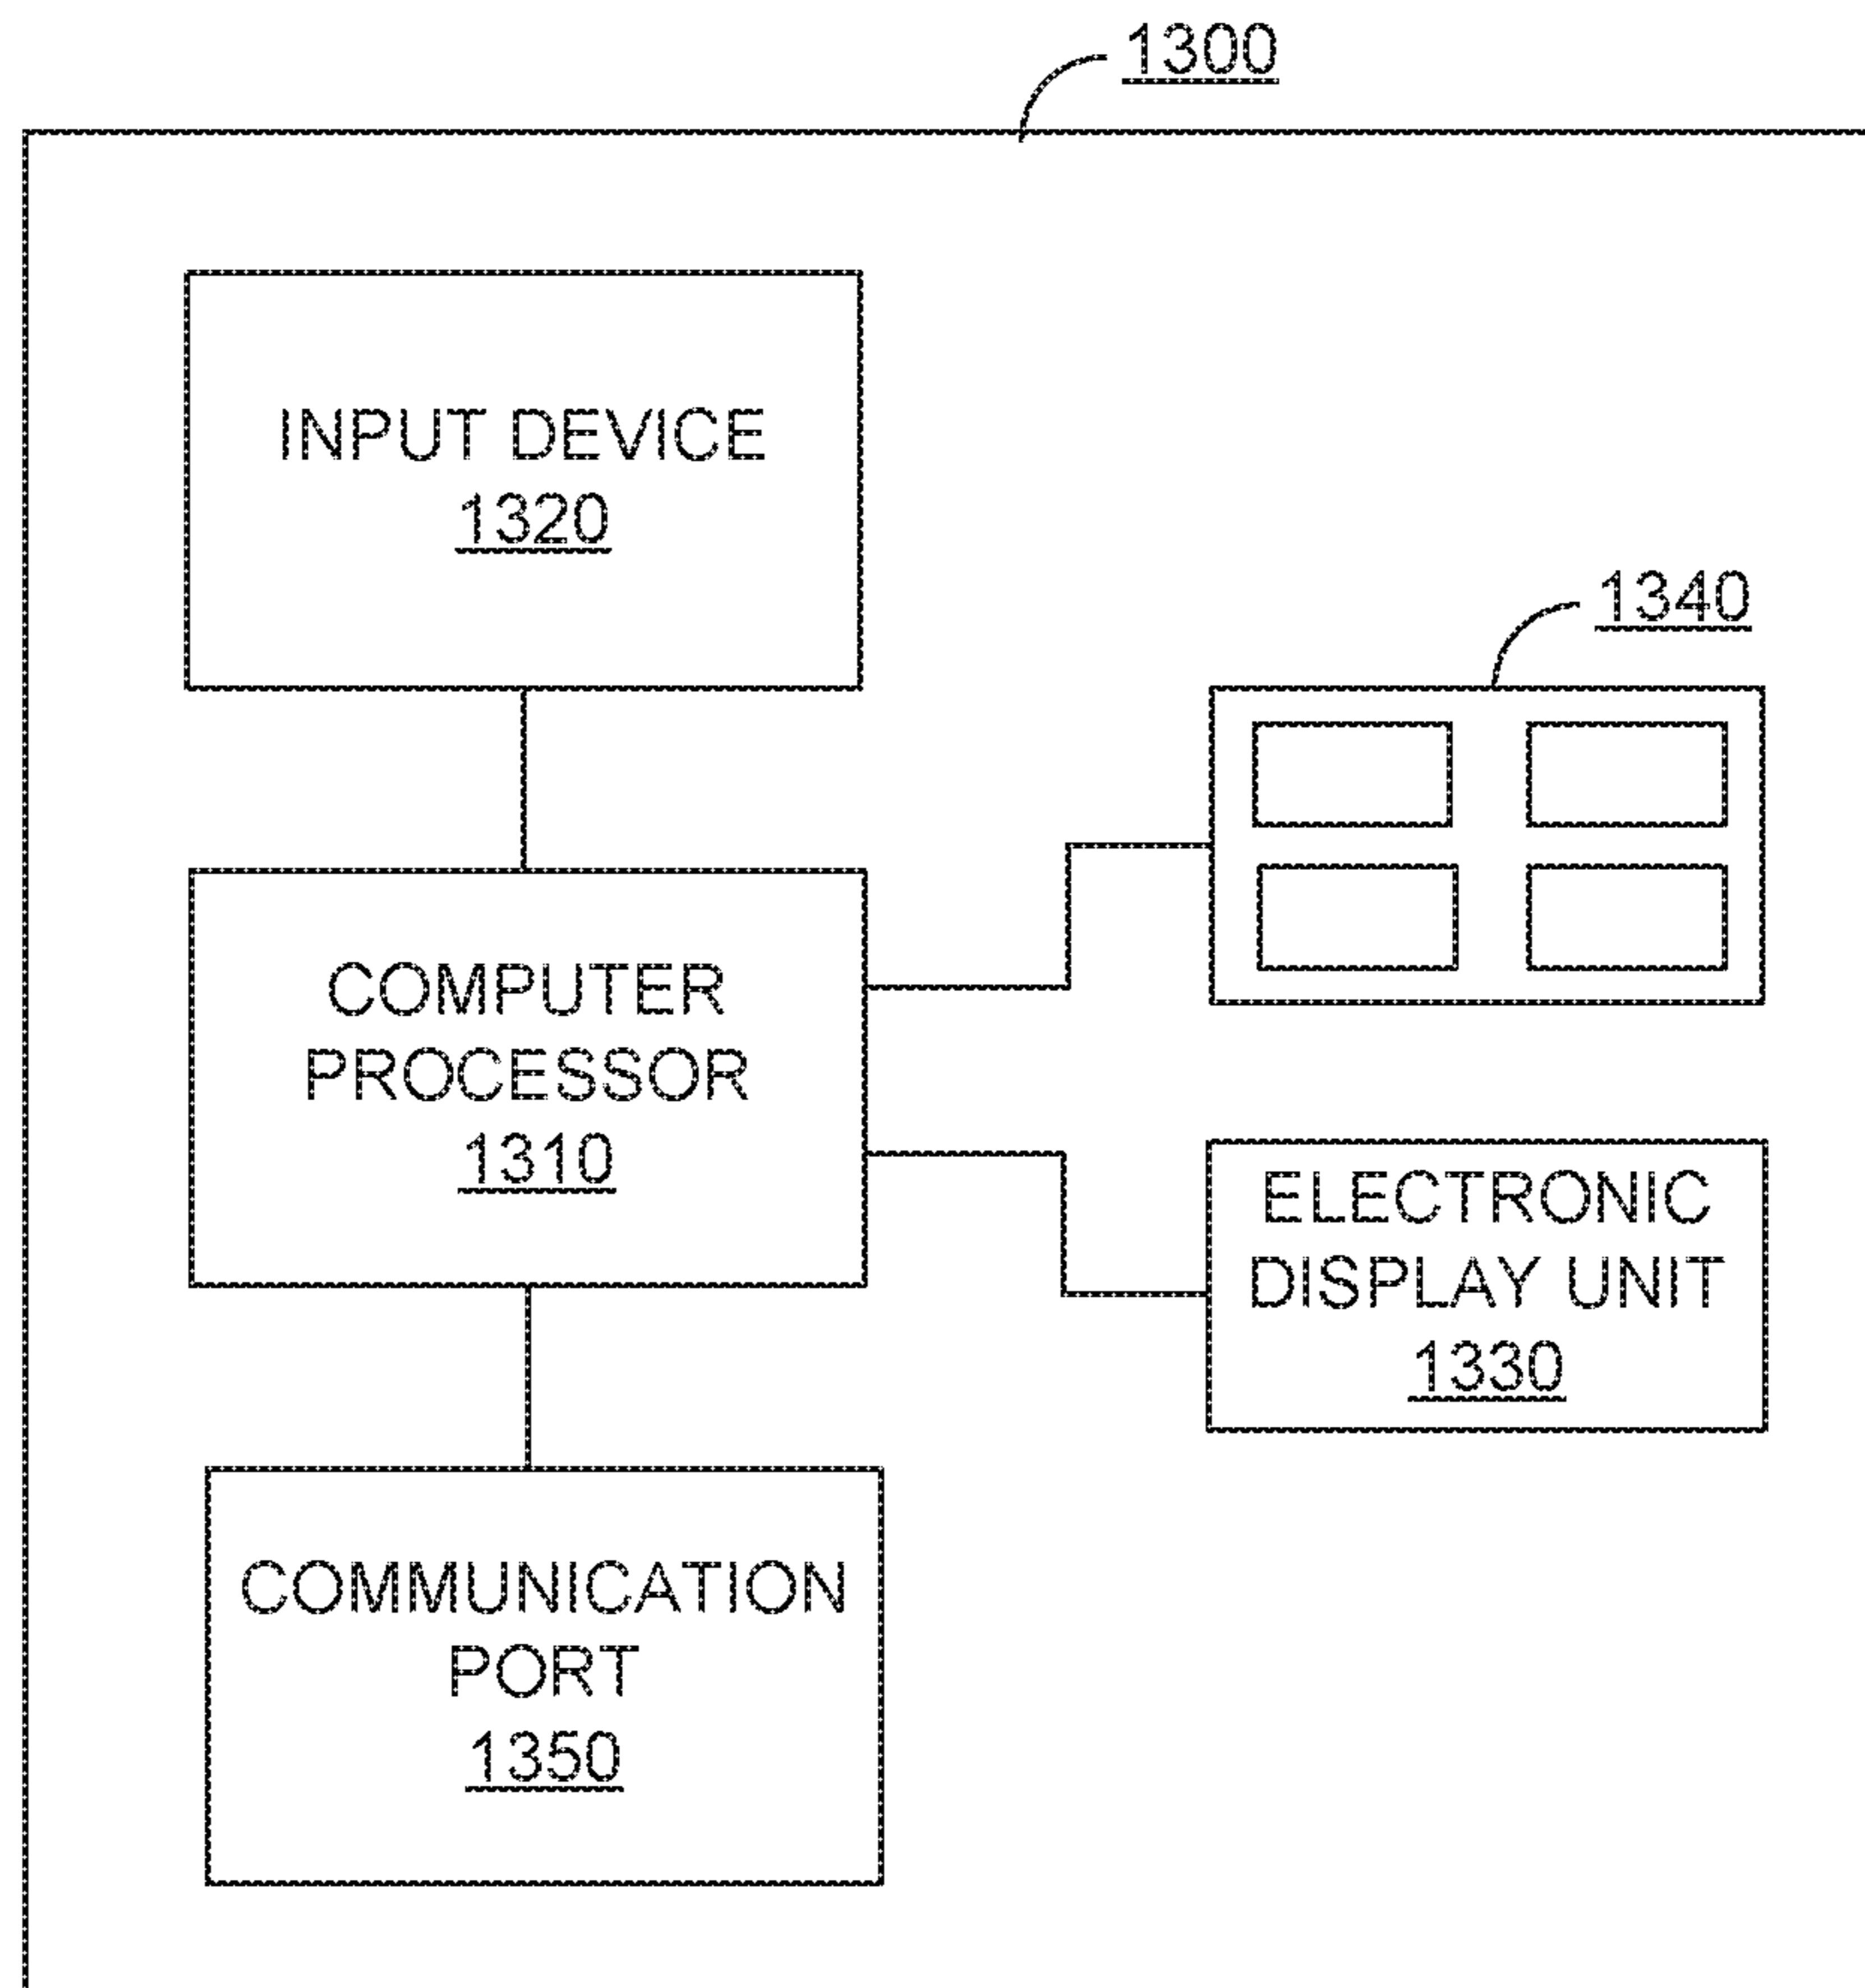 1300
INPUT DEVICE
1320
1340
COMPUTER
PROCESSOR
1310
ELECTRONIC
DISPLAY UNIT
1330
COMMUNICATION
PORT
1350